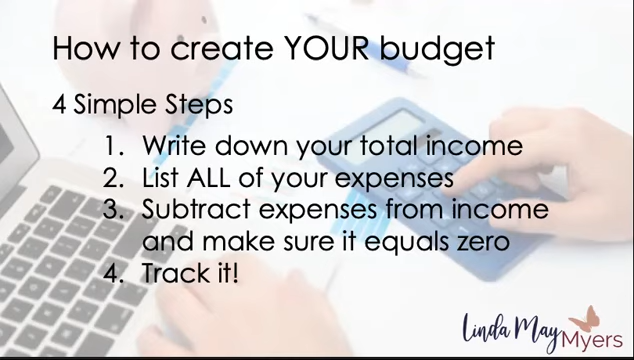 How to create YOUR budget
4 Simple Steps
1. Write down your total income
2. List ALL of your expenses
3. Subtract expenses from income
and make sure it equals zero
4. Track it!
Linda May Myers